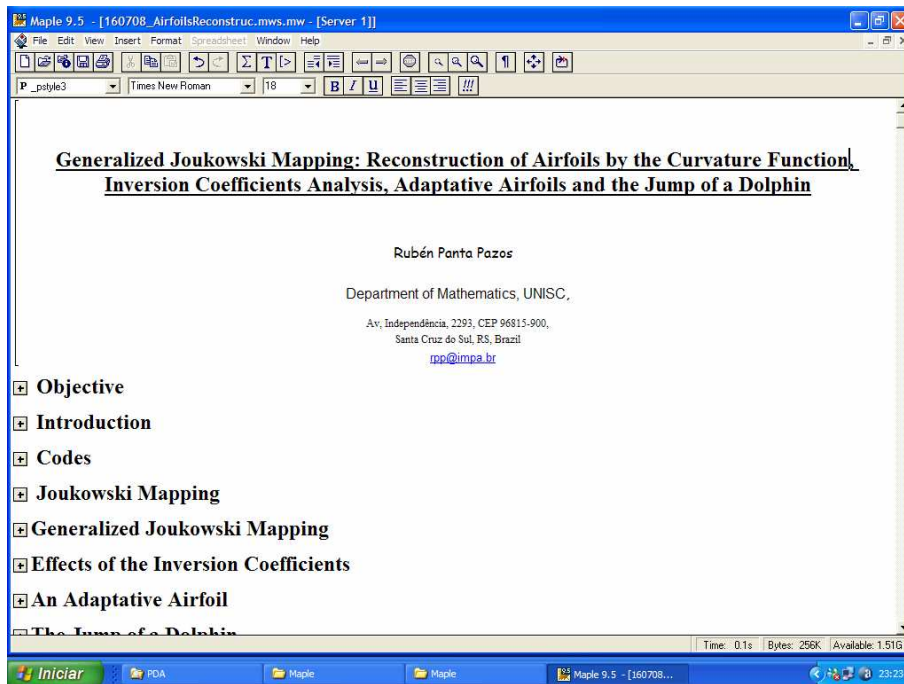 Maple 9.5 - [160708_AirfoilsReconstruc.mws.mw - [Server 1]]
File Edit View Insert Format Spreadsheet Window Help
P _pstyle3 Times New Roman 18 B I U !!!
Generalized Joukowski Mapping: Reconstruction of Airfoils by the Curvature Function,
Inversion Coefficients Analysis, Adaptative Airfoils and the Jump of a Dolphin
Rubén Panta Pazos
Department of Mathematics, UNISC,
Av, Independência, 2293, CEP 96815-900,
Santa Cruz do Sul, RS, Brazil
rpp@impa.br
Objective
Introduction
Codes
Joukowski Mapping
Generalized Joukowski Mapping
Effects of the Inversion Coefficients
An Adaptative Airfoil
The Jump of a Dolphin
Time: 0.1s Bytes: 256K Available: 1.51G
Iniciar PDA Maple Maple Maple 9.5 - [160708... 23:23